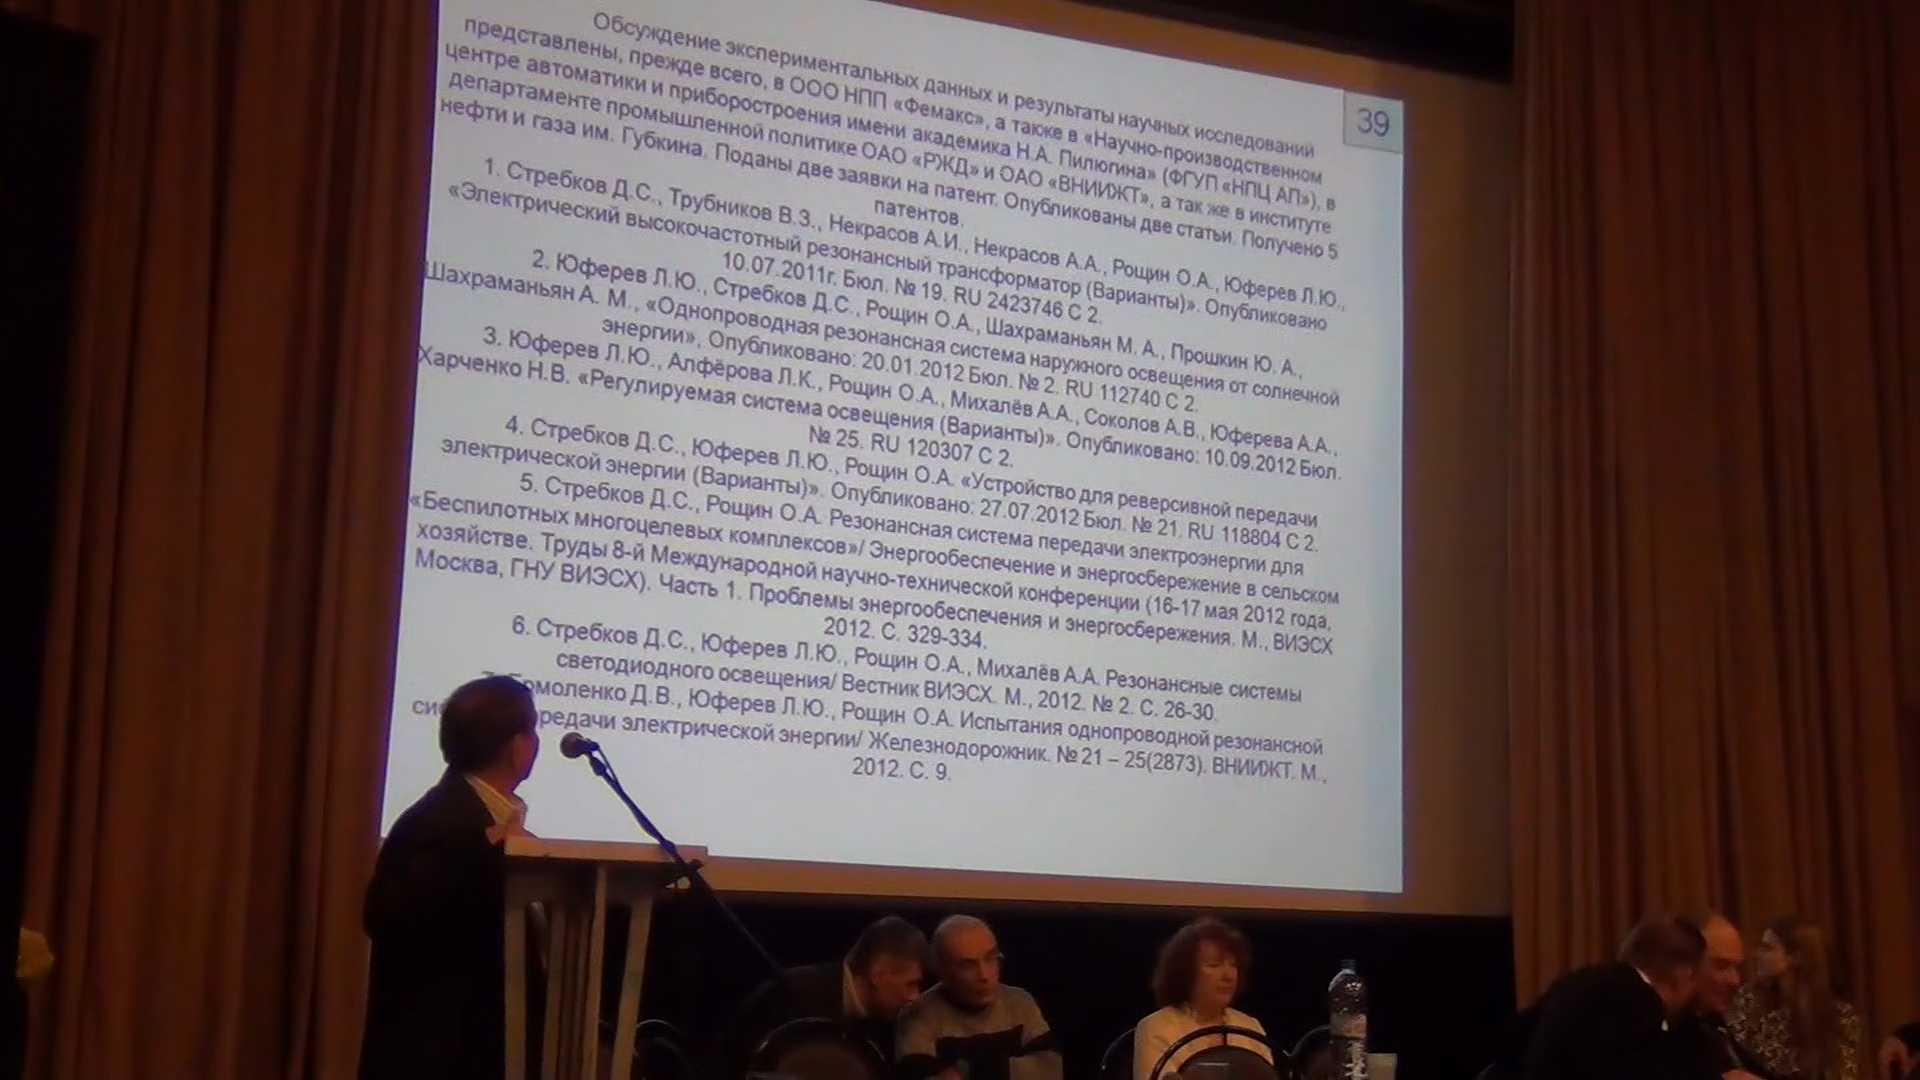 39
Обсуждение экспериментальных данных и результаты научных исследований
представлены, прежде всего, в ООО НПП «Фемакс», а также в «Научно-производственном
центре автоматики и приборостроения имени академика Н.А. Пилюгина» (ФГУП «НПЦ АП»), в
департаменте промышленной политике ОАО «РЖД» и ОАО «ВНИИЖТ», а так же в институте
нефти и газа им. Губкина. Поданы две заявки на патент. Опубликованы две статьи. Получено 5
патентов.
1. Стребков Д.С., Трубников В.З., Некрасов А.И., Некрасов А.А., Рощин О.А., Юферев Л.Ю.,
«Электрический высокочастотный резонансный трансформатор (Варианты)». Опубликовано
10.07.2011г. Бюл. № 19. RU 2423746 C 2.
2. Юферев Л.Ю., Стребков Д.С., Рощин О.А., Шахраманьян М. А., Прошкин Ю. А.,
Шахраманьян А. М., «Однопроводная резонансная система наружного освещения от солнечной
энергии», Опубликовано: 20.01.2012 Бюл. № 2. RU 112740 C 2.
3. Юферев Л.Ю., Алфёрова Л.К., Рощин О.А., Михалёв А.А., Соколов А.В., Юферева А.А.,
Харченко Н.В. «Регулируемая система освещения (Варианты)». Опубликовано: 10.09.2012 Бюл.
№ 25. RU 120307 C 2.
4. Стребков Д.С., Юферев Л.Ю., Рощин О.А. «Устройство для реверсивной передачи
электрической энергии (Варианты)». Опубликовано: 27.07.2012 Бюл. № 21. RU 118804 C 2.
5. Стребков Д.С., Рощин О.А. Резонансная система передачи электроэнергии для
«Беспилотных многоцелевых комплексов»/ Энергообеспечение и энергосбережение в сельском
хозяйстве. Труды 8-й Международной научно-технической конференции (16-17 мая 2012 года,
Москва, ГНУ ВИЭСХ). Часть 1. Проблемы энергообеспечения и энергосбережения. М., ВИЭСХ
2012. С. 329-334.
6. Стребков Д.С., Юферев Л.Ю., Рощин О.А., Михалёв А.А. Резонансные системы
светодиодного освещения/ Вестник ВИЭСХ. М., 2012. № 2. С. 26-30.
Д.В., Юферев Л.Ю., Рощин О.А. Испытания однопроводной резонансной
электрической энергии/ Железнодорожник. № 21 – 25(2873). ВНИИЖТ. М.,
2012. С. 9.